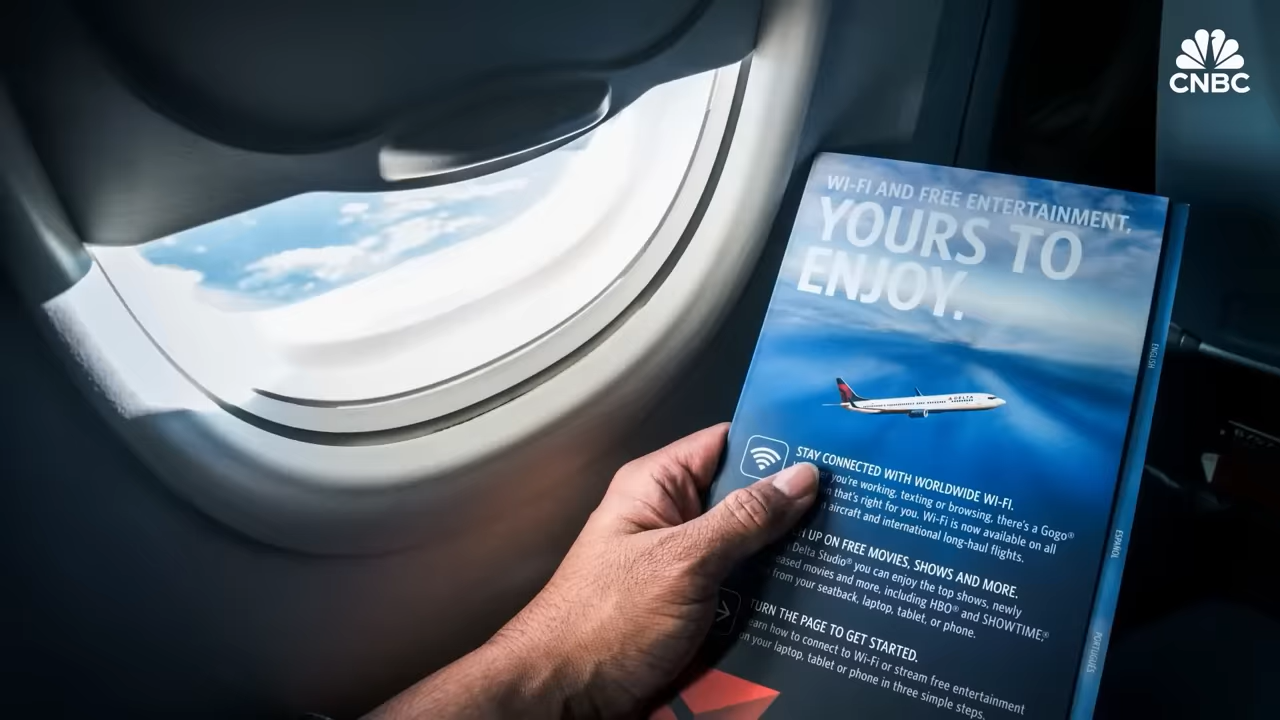 CNBC
WI-FI AND FREE ENTERTAINMENT,
YOURS TO
ENJOY.
DELTA
STAY CONNECTED WITH WORLDWIDE WI-FI.
you're working, texting or browsing, there's a Gogo®
that's right for you. Wi-Fi is now available on all
aircraft and international long-haul flights.
UP ON FREE MOVIES, SHOWS AND MORE.
Delta Studio® you can enjoy the top shows, newly
movies and more, including HBO® and SHOWTIME,®
from your seatback, laptop, tablet, or phone.
TURN THE PAGE TO GET STARTED.
how to connect to Wi-Fi or stream free entertainment
on your laptop, tablet or phone in three simple steps.
ENGLISH
ESPAÑOL
PORTUGUÊS